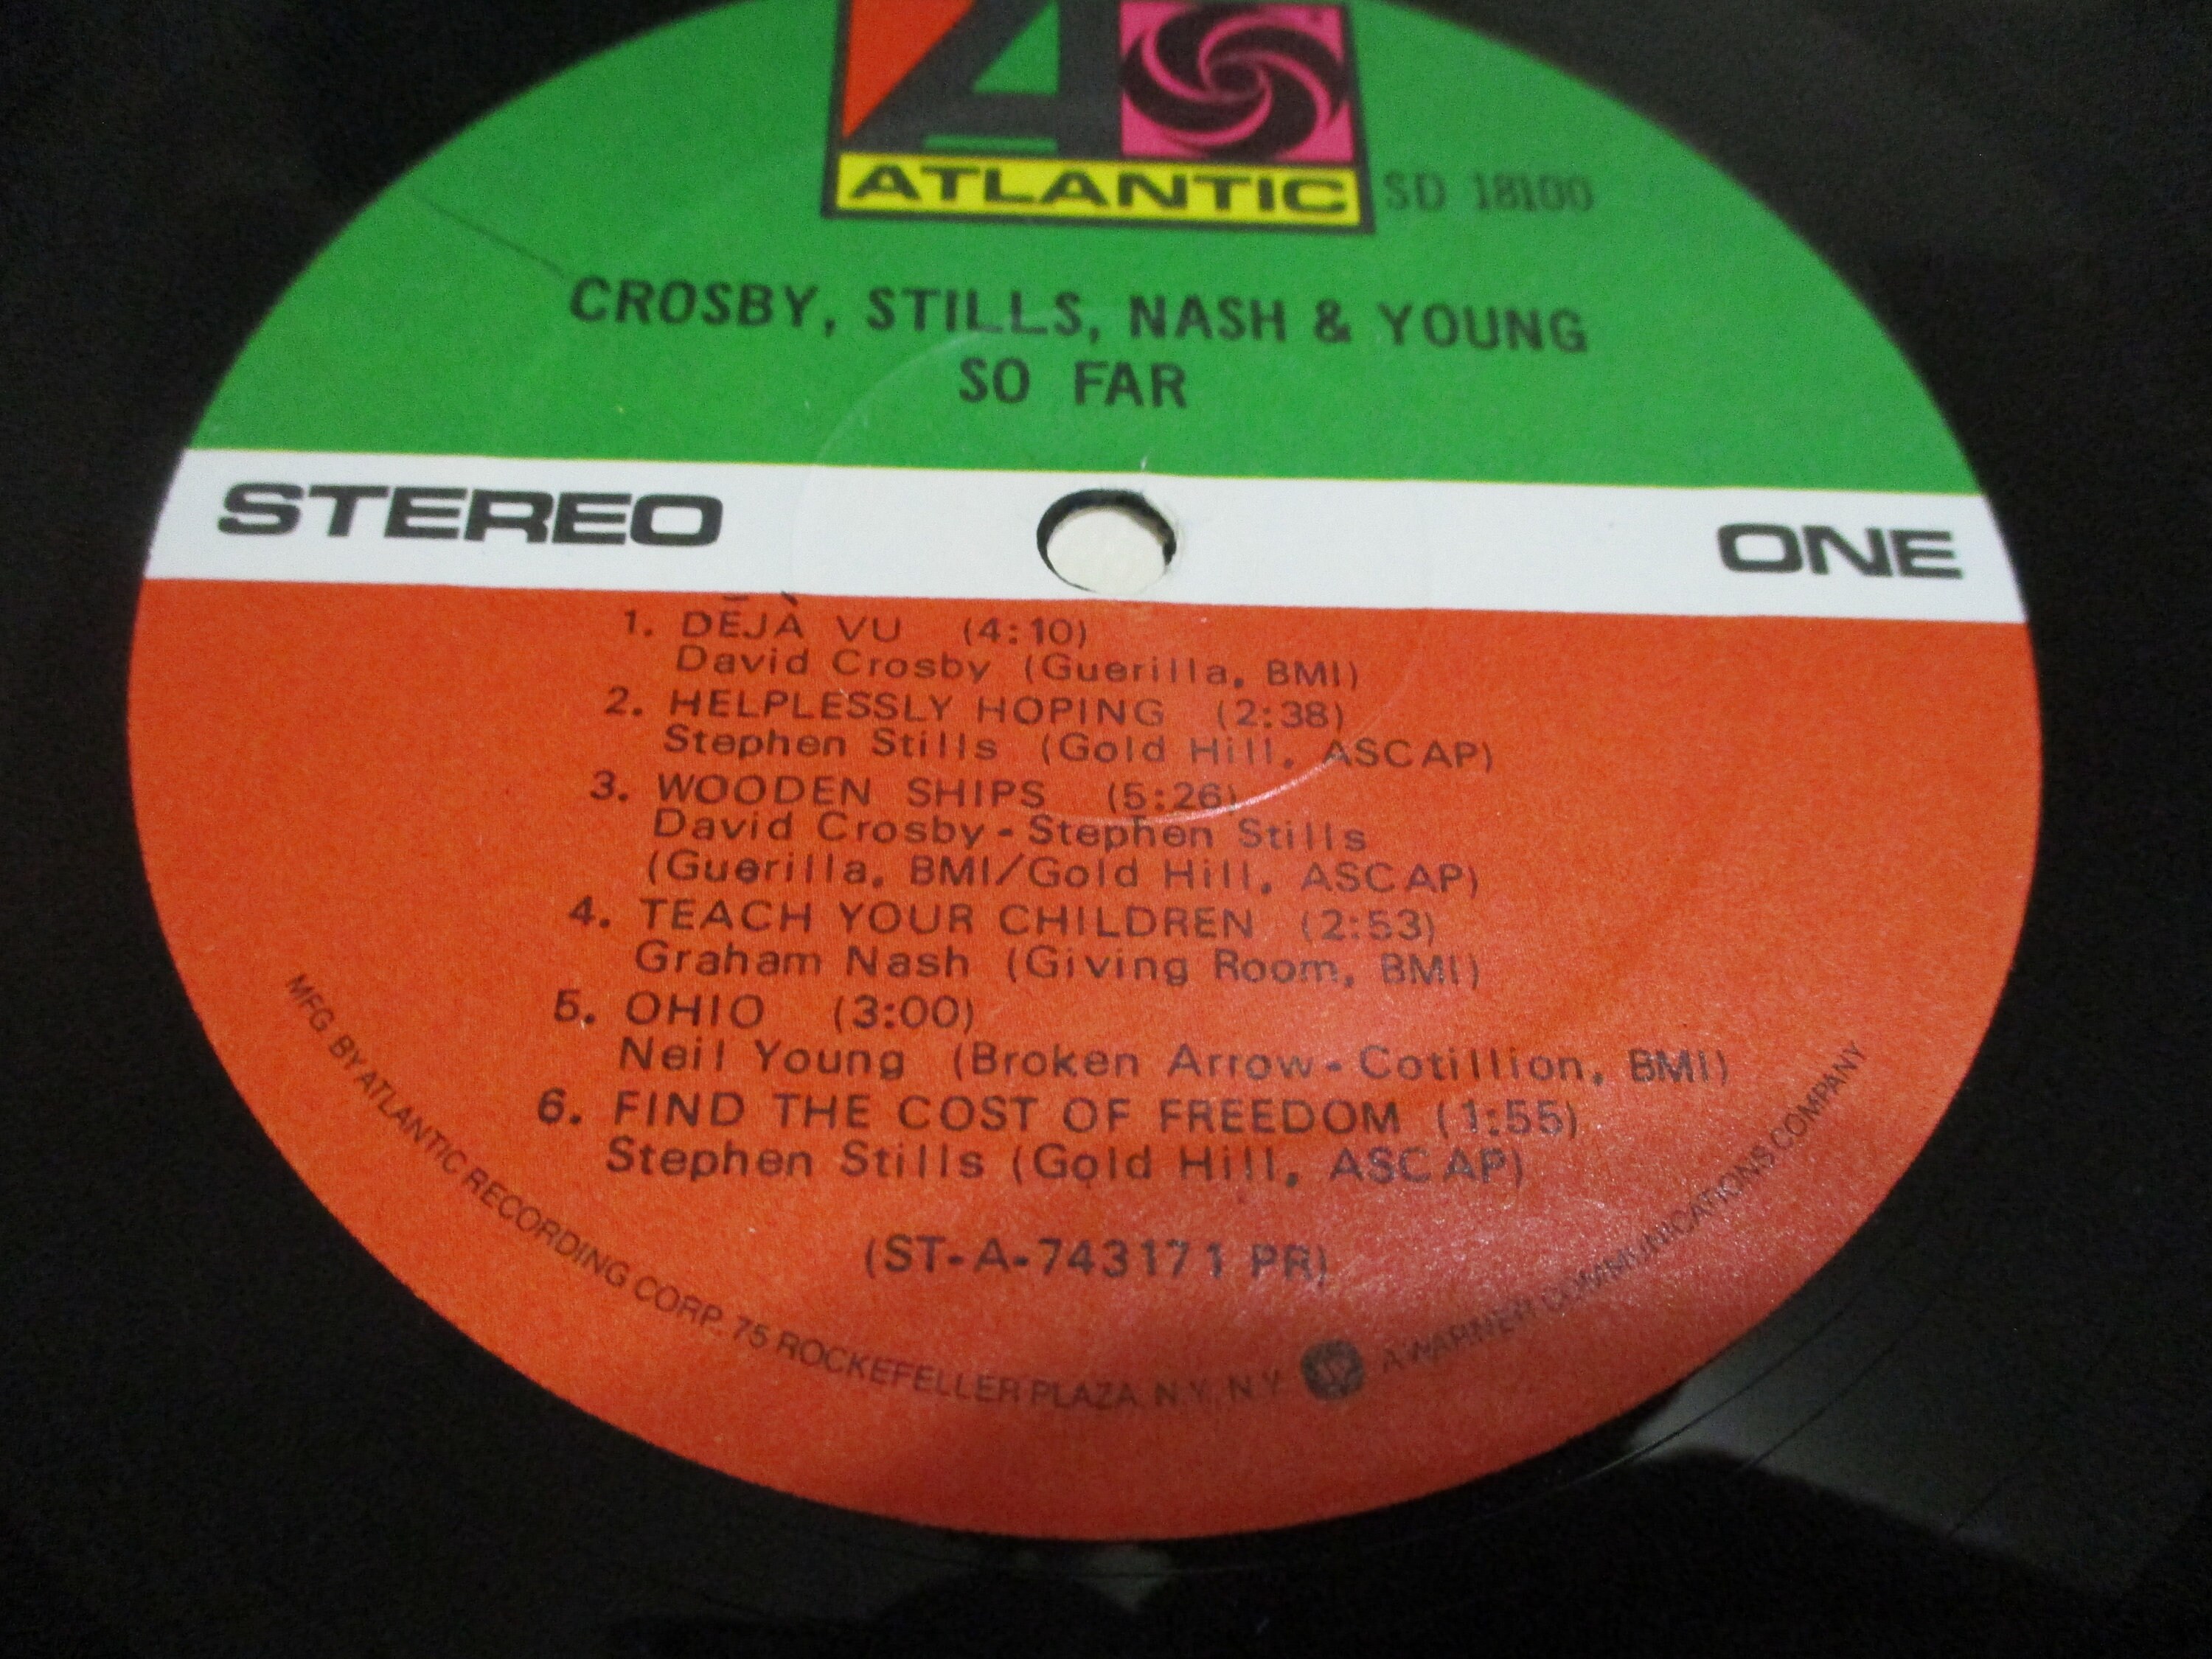 ATLANTIC
SD 18100
CROSBY, STILLS, NASH & YOUNG
SO FAR
STEREO
ONE
1. DĒJÀ VU (4:10)
David Crosby (Guerilla, BMI)
2. HELPLESSLY HOPING (2:38)
Stephen Stills (Gold Hill, ASCAP)
3. WOODEN SHIPS (5:26)
David Crosby - Stephen Stills
(Guerilla, BMI/Gold Hill, ASCAP)
4. TEACH YOUR CHILDREN (2:53)
Graham Nash (Giving Room, BMI)
5. OHIO (3:00)
Neil Young (Broken Arrow - Cotillion, BMI)
6. FIND THE COST OF FREEDOM (1:55)
Stephen Stills (Gold Hill, ASCAP)
(ST-A-743171 PR)
MFG. BY ATLANTIC RECORDING CORP. 75 ROCKEFELLER PLAZA, N.Y., N.Y. A WARNER COMMUNICATIONS COMPANY